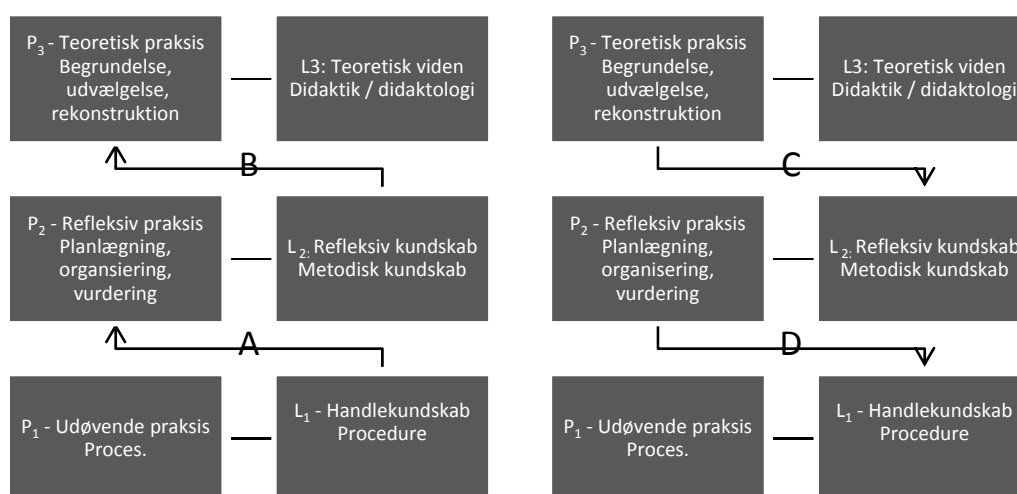 P3 - Teoretisk praksis
Begrundelse,
udvælgelse,
rekonstruktion
L3: Teoretisk viden
Didaktik / didaktologi
P3 - Teoretisk praksis
Begrundelse,
udvælgelse,
rekonstruktion
L3: Teoretisk viden
Didaktik / didaktologi
B
C
P2 - Refleksiv praksis
Planlægning,
organsiering,
vurdering
L2: Refleksiv kundskab
Metodisk kundskab
P2 - Refleksiv praksis
Planlægning,
organisering,
vurdering
L2: Refleksiv kundskab
Metodisk kundskab
A
D
P1 - Udøvende praksis
Proces.
L1 - Handlekundskab
Procedure
P1 - Udøvende praksis
Proces.
L1 - Handlekundskab
Procedure